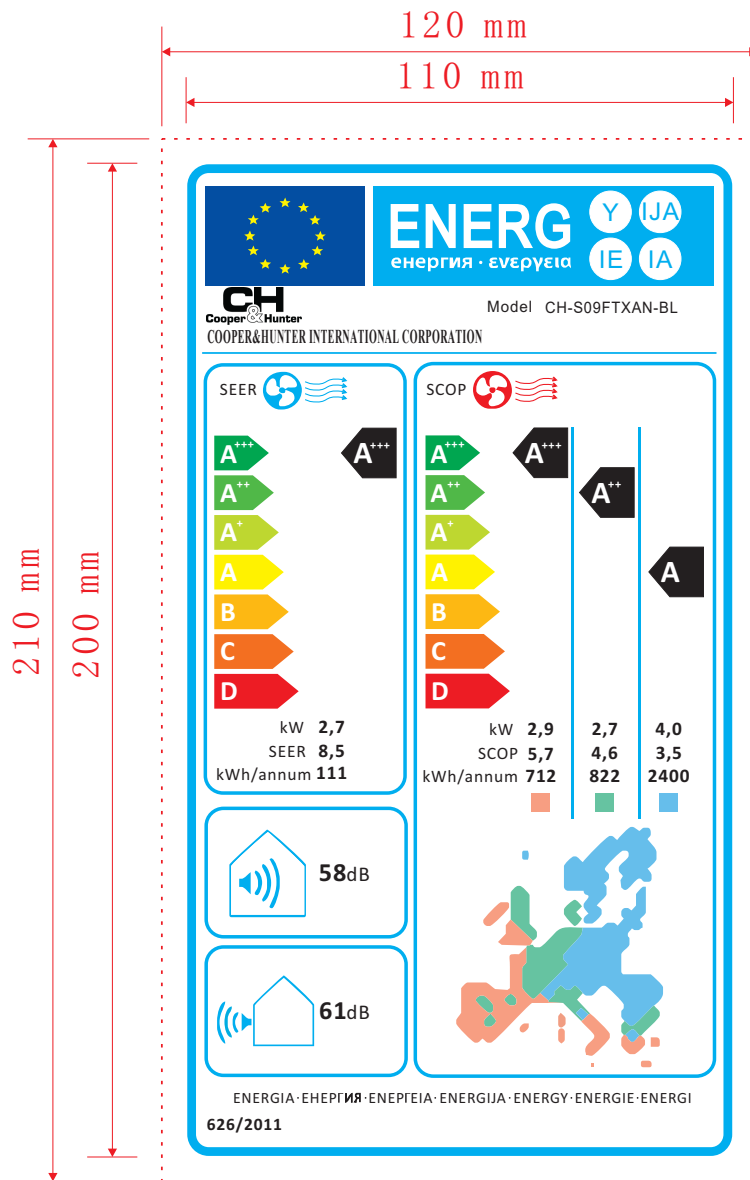 120 mm
110 mm
210 mm
200 mm
ENERG
енергия · ενεργεια
Y IJA
IE IA
CH
Cooper&Hunter
Model CH-S09FTXAN-BL
COOPER&HUNTER INTERNATIONAL CORPORATION
SEER
A+++
A++
A+
A
B
C
D
A+++
kW 2,7
SEER 8,5
kWh/annum 111
SCOP
A+++
A++
A+
A
B
C
D
A+++
A++
A
kW 2,9 2,7 4,0
SCOP 5,7 4,6 3,5
kWh/annum 712 822 2400
58dB
61dB
ENERGIA·ЕНЕРГИЯ·ΕΝΕΡΓΕΙΑ·ENERGIJA·ENERGY·ENERGIE·ENERGI
626/2011